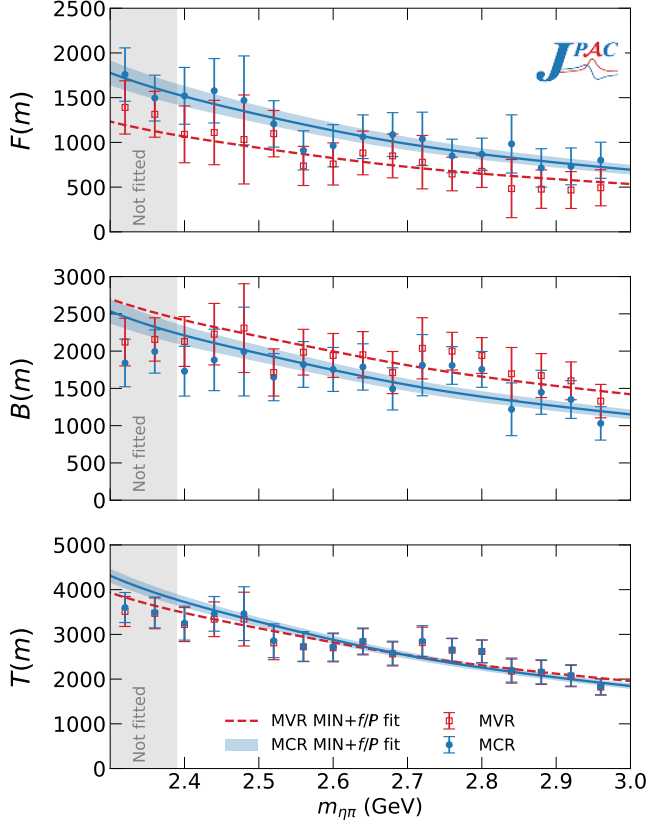 2500
2000
1500
1000
500
0
F(m)
Not fitted
JPAC
3000
2500
2000
1500
1000
500
0
B(m)
Not fitted
5000
4000
3000
2000
1000
0
T(m)
Not fitted
MVR MIN+f/P fit
MCR MIN+f/P fit
MVR
MCR
2.4 2.5 2.6 2.7 2.8 2.9 3.0
mηπ (GeV)